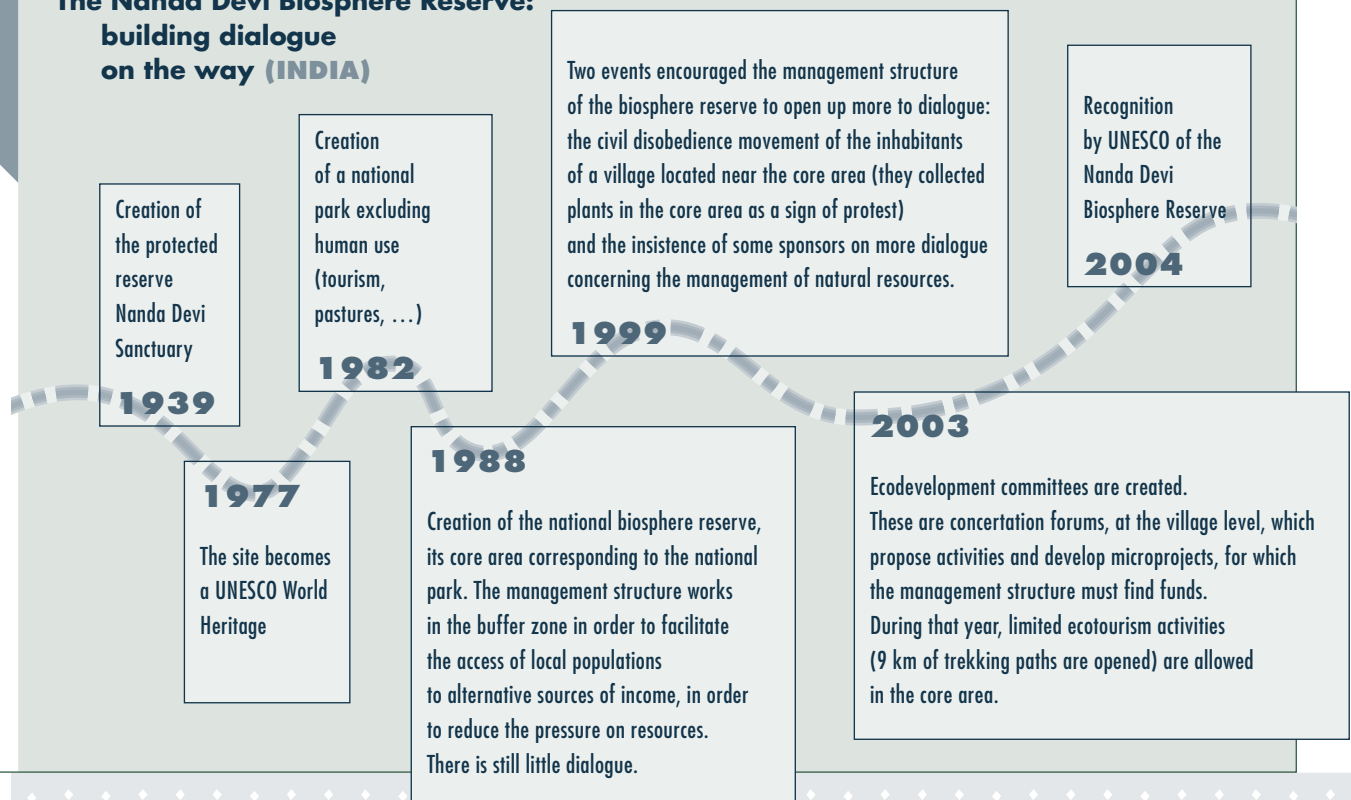 The Nanda Devi Biosphere Reserve:
building dialogue
on the way (INDIA)
Creation of
the protected
reserve
Nanda Devi
Sanctuary
1939
1977
The site becomes
a UNESCO World
Heritage
Creation
of a national
park excluding
human use
(tourism,
pastures, …)
1982
1988
Creation of the national biosphere reserve,
its core area corresponding to the national
park. The management structure works
in the buffer zone in order to facilitate
the access of local populations
to alternative sources of income, in order
to reduce the pressure on resources.
There is still little dialogue.
Two events encouraged the management structure
of the biosphere reserve to open up more to dialogue:
the civil disobedience movement of the inhabitants
of a village located near the core area (they collected
plants in the core area as a sign of protest)
and the insistence of some sponsors on more dialogue
concerning the management of natural resources.
1999
2003
Ecodevelopment committees are created.
These are concertation forums, at the village level, which
propose activities and develop microprojects, for which
the management structure must find funds.
During that year, limited ecotourism activities
(9 km of trekking paths are opened) are allowed
in the core area.
Recognition
by UNESCO of the
Nanda Devi
Biosphere Reserve
2004